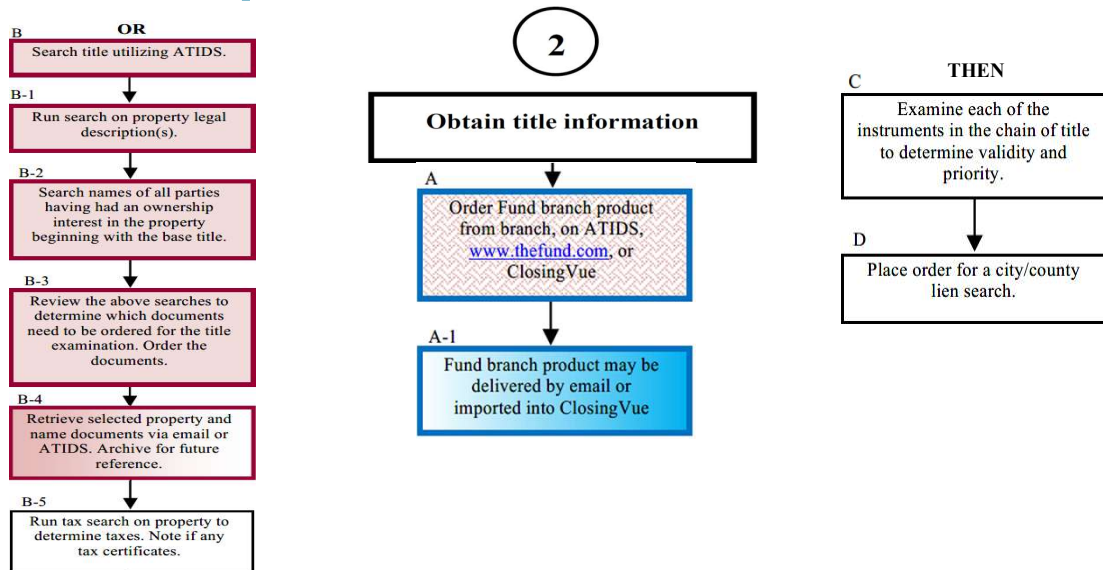 B
OR
Search title utilizing ATIDS.
B-1
Run search on property legal
description(s).
B-2
Search names of all parties
having had an ownership
interest in the property
beginning with the base title.
B-3
Review the above searches to
determine which documents
need to be ordered for the title
examination. Order the
documents.
B-4
Retrieve selected property and
name documents via email or
ATIDS. Archive for future
reference.
B-5
Run tax search on property to
determine taxes. Note if any
tax certificates.
2
Obtain title information
A
Order Fund branch product
from branch, on ATIDS,
www.thefund.com, or
ClosingVue
A-1
Fund branch product may be
delivered by email or
imported into ClosingVue
THEN
C
Examine each of the
instruments in the chain of title
to determine validity and
priority.
D
Place order for a city/county
lien search.